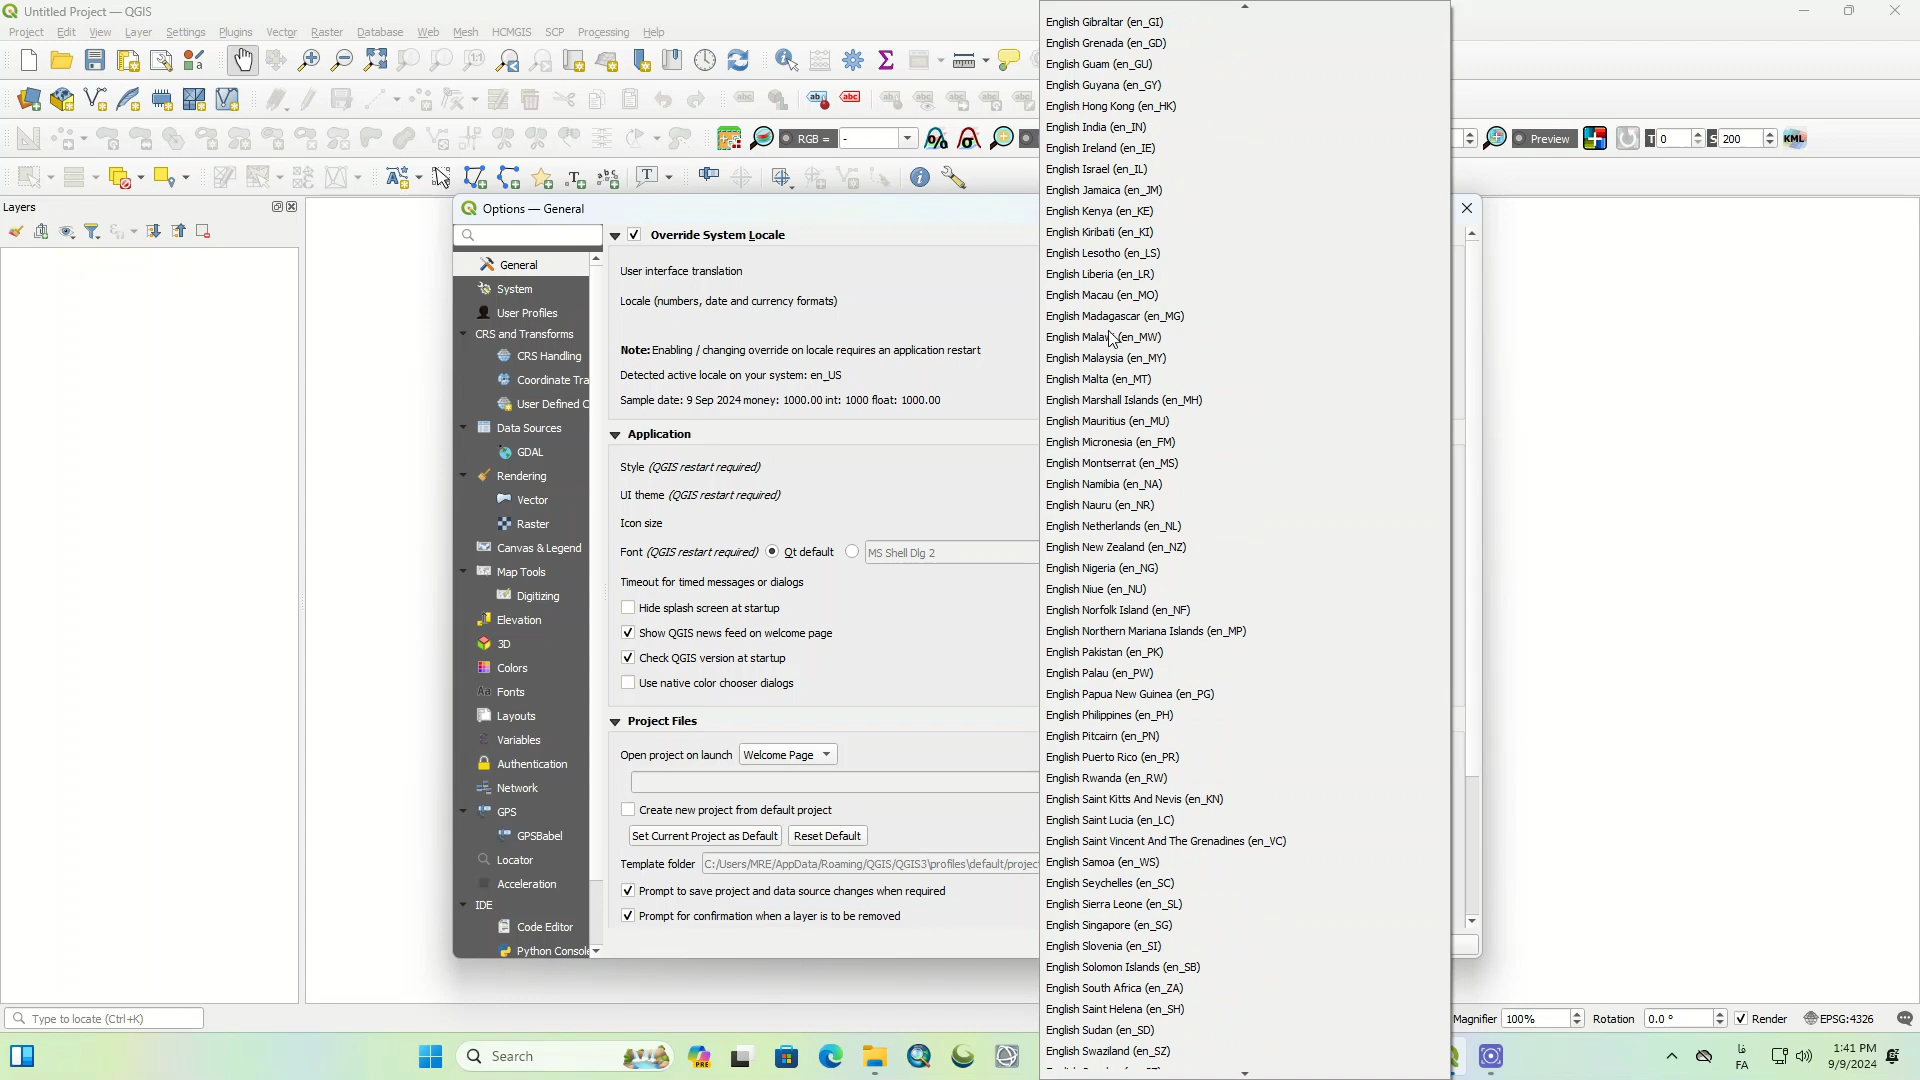 Untitled Project — QGIS
Project Edit View Layer Settings Plugins Vector Raster Database Web Mesh HCMGIS SCP Processing Help
RGB = - Preview T 0 S 200 KML
Layers
Options — General
Override System Locale
User interface translation
Locale (numbers, date and currency formats)
Note: Enabling / changing override on locale requires an application restart
Detected active locale on your system: en_US
Sample date: 9 Sep 2024 money: 1000.00 int: 1000 float: 1000.00
Application
Style (QGIS restart required)
UI theme (QGIS restart required)
Icon size
Font (QGIS restart required) Qt default MS Shell Dlg 2
Timeout for timed messages or dialogs
Hide splash screen at startup
Show QGIS news feed on welcome page
Check QGIS version at startup
Use native color chooser dialogs
Project Files
Open project on launch Welcome Page
Create new project from default project
Set Current Project as Default Reset Default
Template folder C:/Users/MRE/AppData/Roaming/QGIS/QGIS3\profiles\default/projec
Prompt to save project and data source changes when required
Prompt for confirmation when a layer is to be removed
General
System
User Profiles
CRS and Transforms
CRS Handling
Coordinate Tra
User Defined C
Data Sources
GDAL
Rendering
Vector
Raster
Canvas & Legend
Map Tools
Digitizing
Elevation
3D
Colors
Fonts
Layouts
Variables
Authentication
Network
GPS
GPSBabel
Locator
Acceleration
IDE
Code Editor
Python Console
English Gibraltar (en_GI)
English Grenada (en_GD)
English Guam (en_GU)
English Guyana (en_GY)
English Hong Kong (en_HK)
English India (en_IN)
English Ireland (en_IE)
English Israel (en_IL)
English Jamaica (en_JM)
English Kenya (en_KE)
English Kiribati (en_KI)
English Lesotho (en_LS)
English Liberia (en_LR)
English Macau (en_MO)
English Madagascar (en_MG)
English Malawi (en_MW)
English Malaysia (en_MY)
English Malta (en_MT)
English Marshall Islands (en_MH)
English Mauritius (en_MU)
English Micronesia (en_FM)
English Montserrat (en_MS)
English Namibia (en_NA)
English Nauru (en_NR)
English Netherlands (en_NL)
English New Zealand (en_NZ)
English Nigeria (en_NG)
English Niue (en_NU)
English Norfolk Island (en_NF)
English Northern Mariana Islands (en_MP)
English Pakistan (en_PK)
English Palau (en_PW)
English Papua New Guinea (en_PG)
English Philippines (en_PH)
English Pitcairn (en_PN)
English Puerto Rico (en_PR)
English Rwanda (en_RW)
English Saint Kitts And Nevis (en_KN)
English Saint Lucia (en_LC)
English Saint Vincent And The Grenadines (en_VC)
English Samoa (en_WS)
English Seychelles (en_SC)
English Sierra Leone (en_SL)
English Singapore (en_SG)
English Slovenia (en_SI)
English Solomon Islands (en_SB)
English South Africa (en_ZA)
English Saint Helena (en_SH)
English Sudan (en_SD)
English Swaziland (en_SZ)
Type to locate (Ctrl+K) Magnifier 100% Rotation 0.0 ° Render EPSG:4326
Search
فا
FA
1:41 PM
9/9/2024